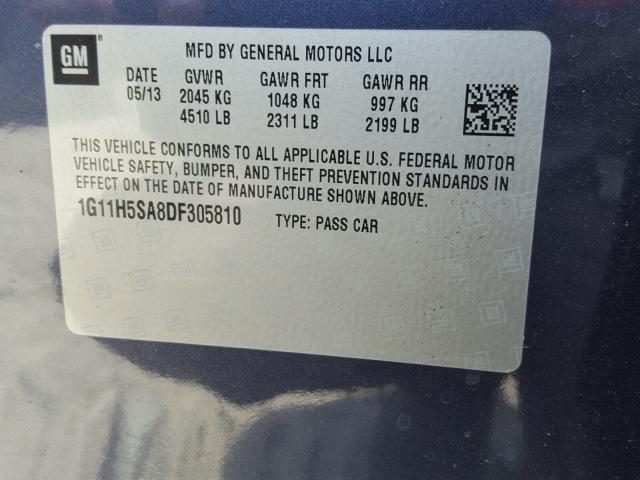 GM ®
MFD BY GENERAL MOTORS LLC
DATE GVWR GAWR FRT GAWR RR
05/13 2045 KG 1048 KG 997 KG
4510 LB 2311 LB 2199 LB
THIS VEHICLE CONFORMS TO ALL APPLICABLE U.S. FEDERAL MOTOR
VEHICLE SAFETY, BUMPER, AND THEFT PREVENTION STANDARDS IN
EFFECT ON THE DATE OF MANUFACTURE SHOWN ABOVE.
1G11H5SA8DF305810 TYPE: PASS CAR